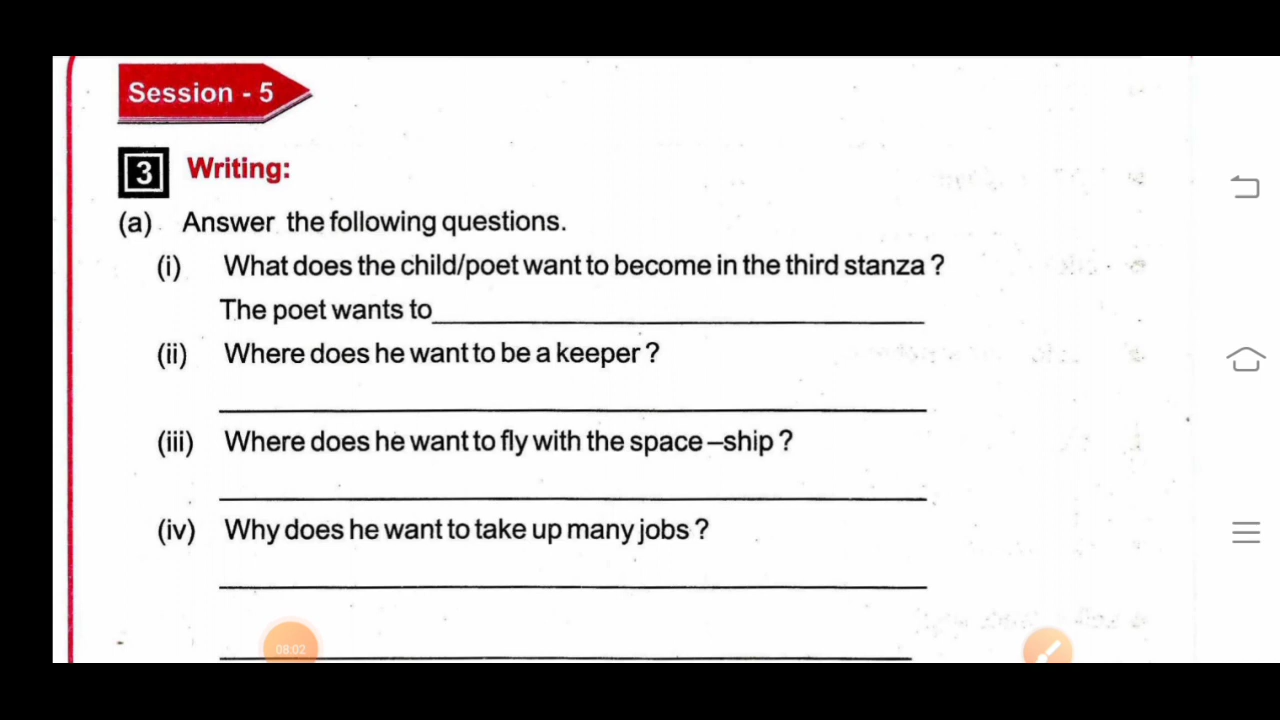 Session - 5
3 Writing:
(a) Answer the following questions.
(i) What does the child/poet want to become in the third stanza ?
The poet wants to
(ii) Where does he want to be a keeper ?
(iii) Where does he want to fly with the space –ship ?
(iv) Why does he want to take up many jobs ?
08:02